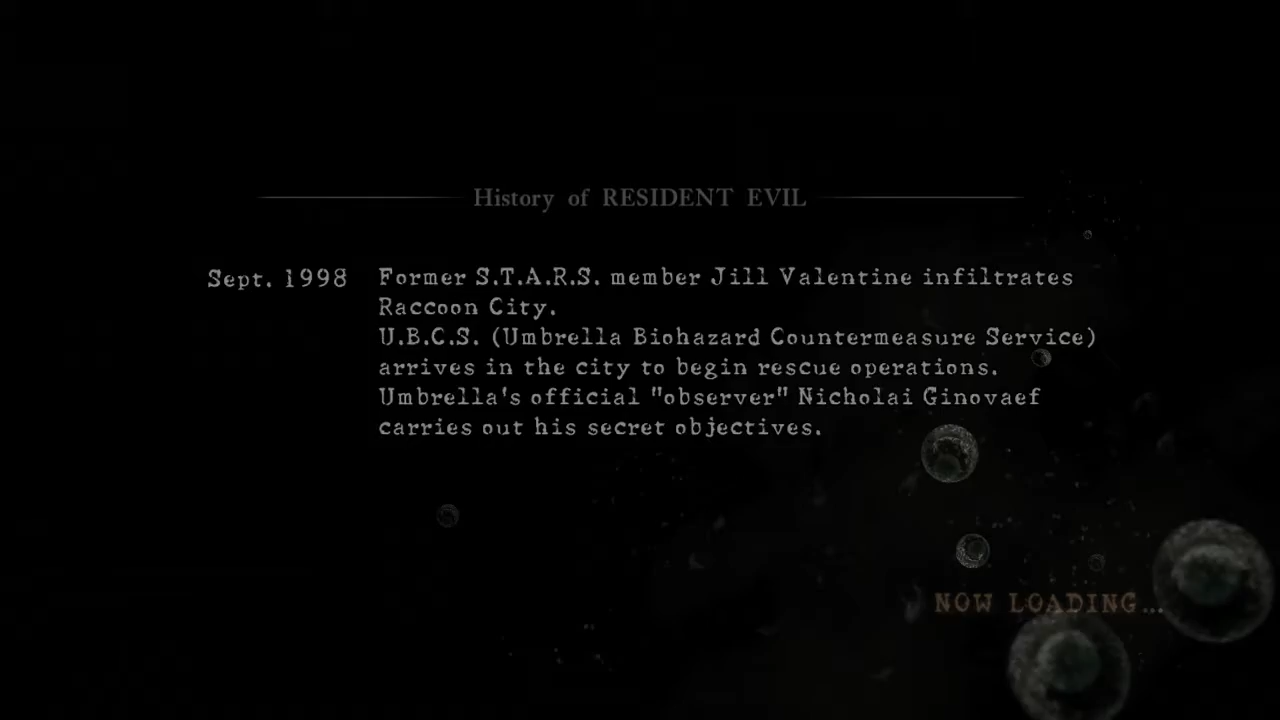 History of RESIDENT EVIL
Sept. 1998 Former S.T.A.R.S. member Jill Valentine infiltrates
Raccoon City.
U.B.C.S. (Umbrella Biohazard Countermeasure Service)
arrives in the city to begin rescue operations.
Umbrella's official "observer" Nicholai Ginovaef
carries out his secret objectives.
NOW LOADING...